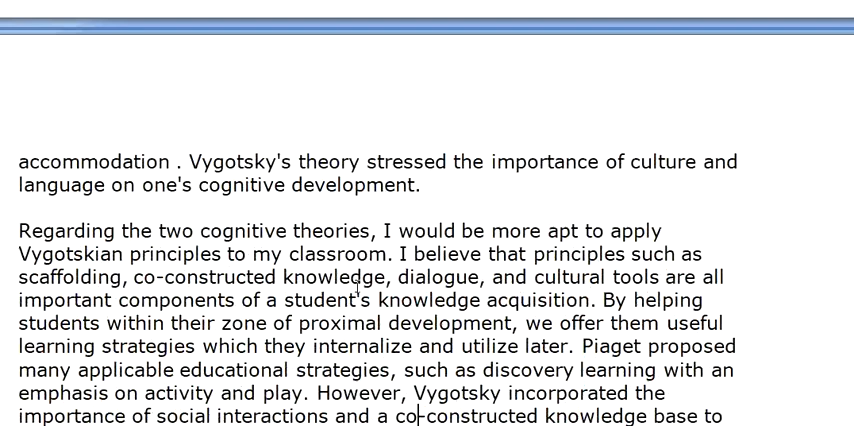 accommodation . Vygotsky's theory stressed the importance of culture and
language on one's cognitive development.
Regarding the two cognitive theories, I would be more apt to apply
Vygotskian principles to my classroom. I believe that principles such as
scaffolding, co-constructed knowledge, dialogue, and cultural tools are all
important components of a student's knowledge acquisition. By helping
students within their zone of proximal development, we offer them useful
learning strategies which they internalize and utilize later. Piaget proposed
many applicable educational strategies, such as discovery learning with an
emphasis on activity and play. However, Vygotsky incorporated the
importance of social interactions and a co-constructed knowledge base to